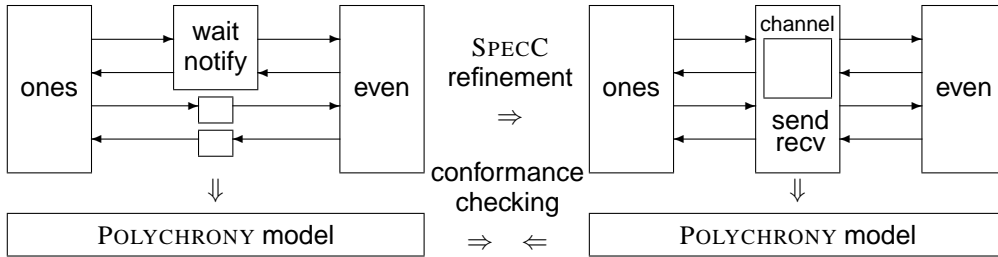 ones
wait
notify
even
SPECC
refinement
⇒
ones
channel
send
recv
even
⇓
conformance
checking
⇓
POLYCHRONY model
⇒ ⇐
POLYCHRONY model